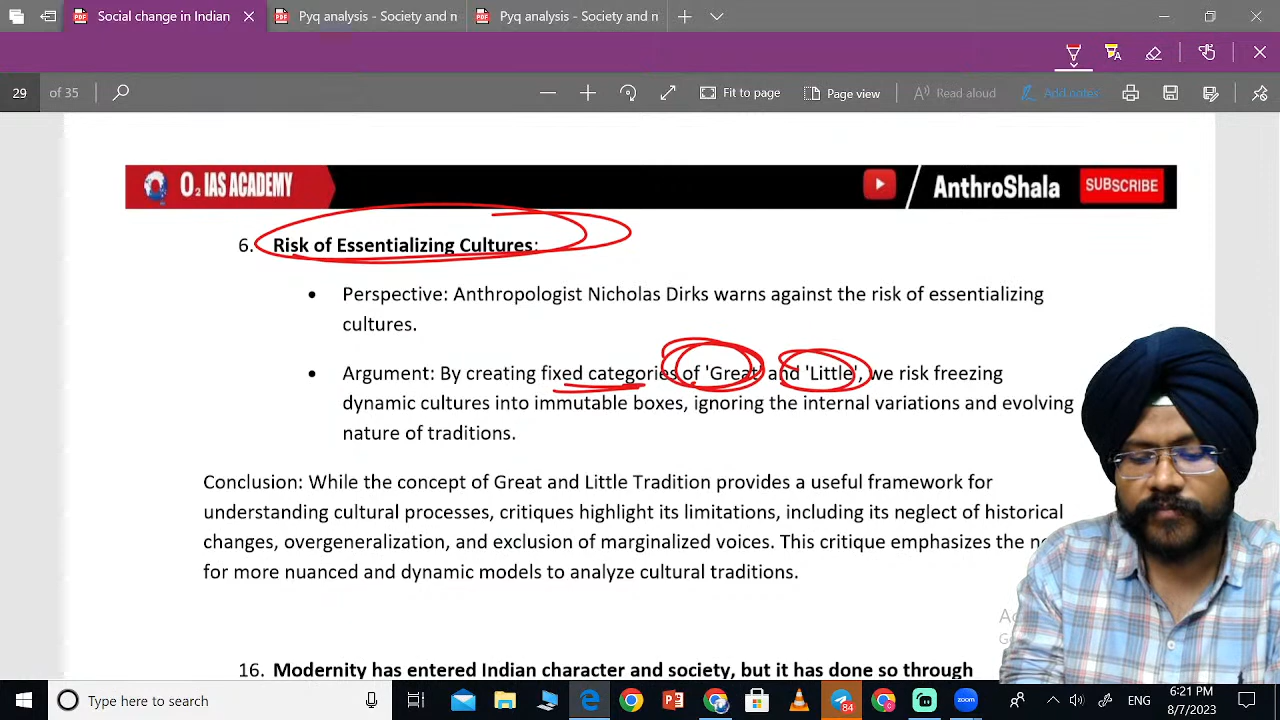 Social change in Indian
Pyq analysis - Society and n
Pyq analysis - Society and n
29 of 35
Fit to page
Page view
Read aloud
Add notes
O2 IAS ACADEMY
AnthroShala
SUBSCRIBE
6. Risk of Essentializing Cultures:
• Perspective: Anthropologist Nicholas Dirks warns against the risk of essentializing
cultures.
• Argument: By creating fixed categories of 'Great' and 'Little', we risk freezing
dynamic cultures into immutable boxes, ignoring the internal variations and evolving
nature of traditions.
Conclusion: While the concept of Great and Little Tradition provides a useful framework for
understanding cultural processes, critiques highlight its limitations, including its neglect of historical
changes, overgeneralization, and exclusion of marginalized voices. This critique emphasizes the
for more nuanced and dynamic models to analyze cultural traditions.
16. Modernity has entered Indian character and society, but it has done so through
Type here to search
84
zoom
ENG
6:21 PM
8/7/2023